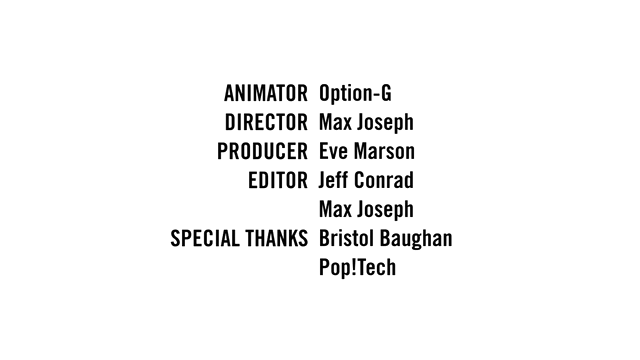 ANIMATOR Option-G
DIRECTOR Max Joseph
PRODUCER Eve Marson
EDITOR Jeff Conrad
Max Joseph
SPECIAL THANKS Bristol Baughan
Pop!Tech